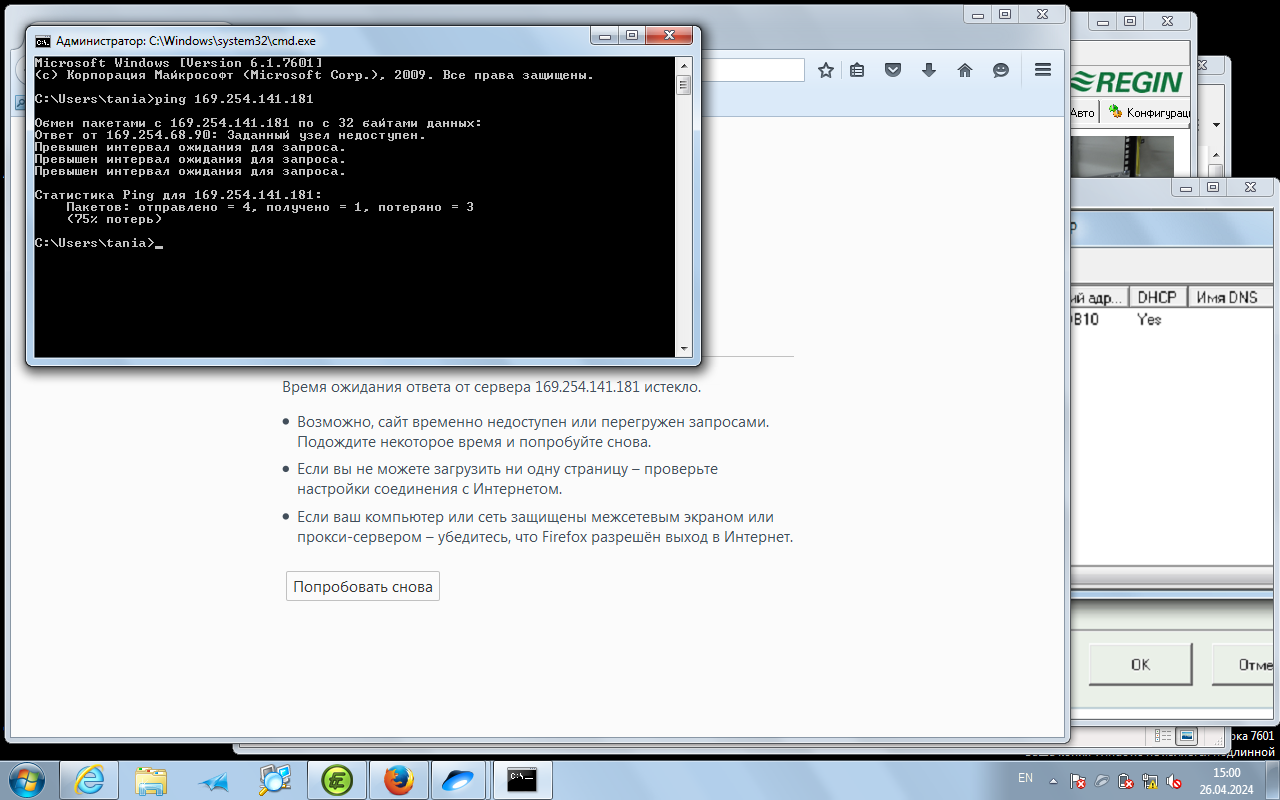 Администратор: C:\Windows\system32\cmd.exe
Microsoft Windows [Version 6.1.7601]
(c) Корпорация Майкрософт (Microsoft Corp.), 2009. Все права защищены.
C:\Users\tania>ping 169.254.141.181
Обмен пакетами с 169.254.141.181 по с 32 байтами данных:
Ответ от 169.254.68.90: Заданный узел недоступен.
Превышен интервал ожидания для запроса.
Превышен интервал ожидания для запроса.
Превышен интервал ожидания для запроса.
Статистика Ping для 169.254.141.181:
Пакетов: отправлено = 4, получено = 1, потеряно = 3
(75% потерь)
C:\Users\tania>_
REGIN
Авто Конфигурац
ий адр... DHCP Имя DNS
0B10 Yes
Время ожидания ответа от сервера 169.254.141.181 истекло.
Возможно, сайт временно недоступен или перегружен запросами.
Подождите некоторое время и попробуйте снова.
Если вы не можете загрузить ни одну страницу – проверьте
настройки соединения с Интернетом.
Если ваш компьютер или сеть защищены межсетевым экраном или
прокси-сервером – убедитесь, что Firefox разрешён выход в Интернет.
Попробовать снова
OK Отме
рка 7601
длинной
EN
15:00
26.04.2024